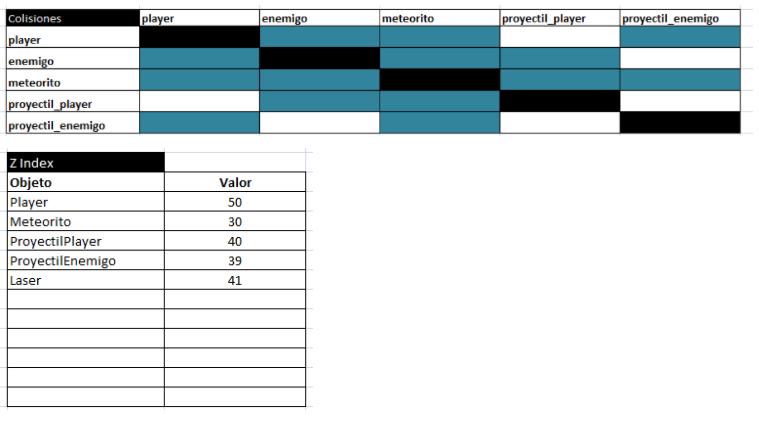 Colisiones player enemigo meteorito proyectil_player proyectil_enemigo
player
enemigo
meteorito
proyectil_player
proyectil_enemigo
Z Index
Objeto Valor
Player 50
Meteorito 30
ProyectilPlayer 40
ProyectilEnemigo 39
Laser 41